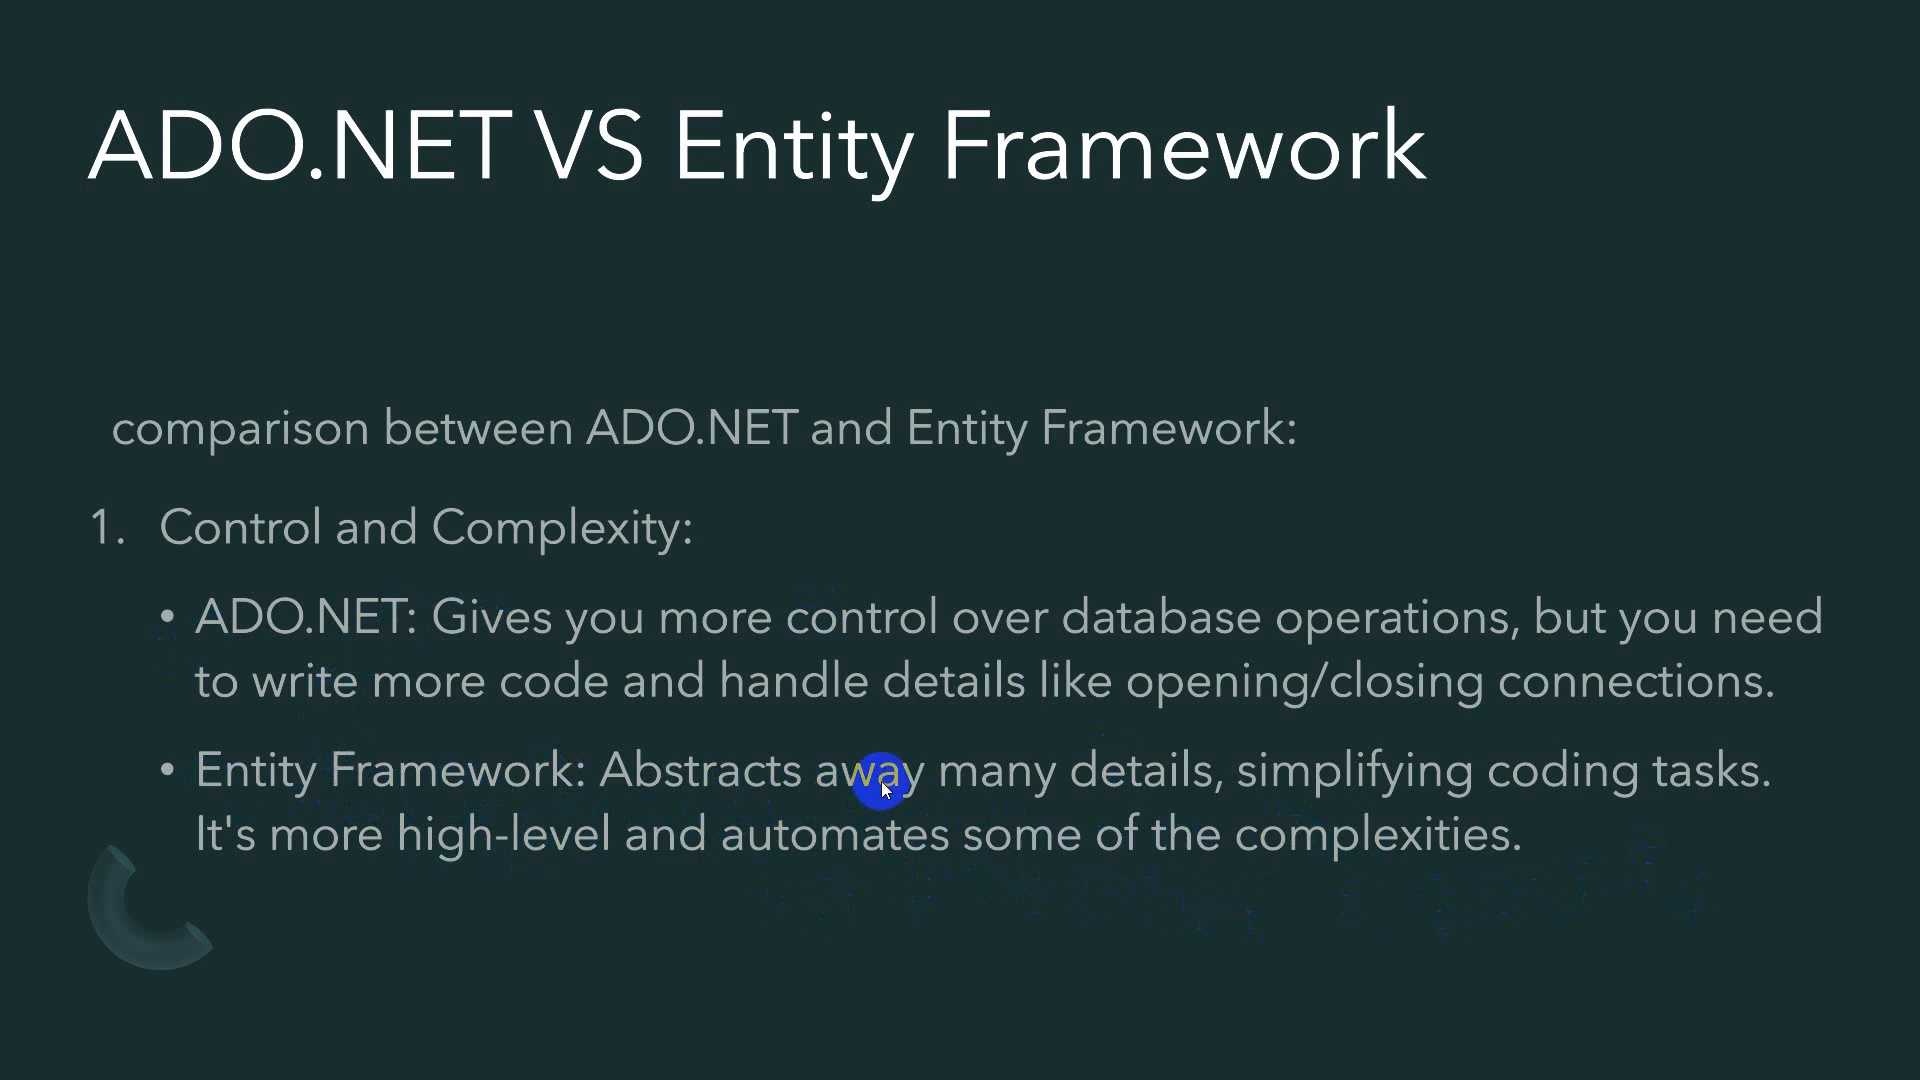 ADO.NET VS Entity Framework
comparison between ADO.NET and Entity Framework:
1. Control and Complexity:
• ADO.NET: Gives you more control over database operations, but you need
to write more code and handle details like opening/closing connections.
• Entity Framework: Abstracts away many details, simplifying coding tasks.
It's more high-level and automates some of the complexities.